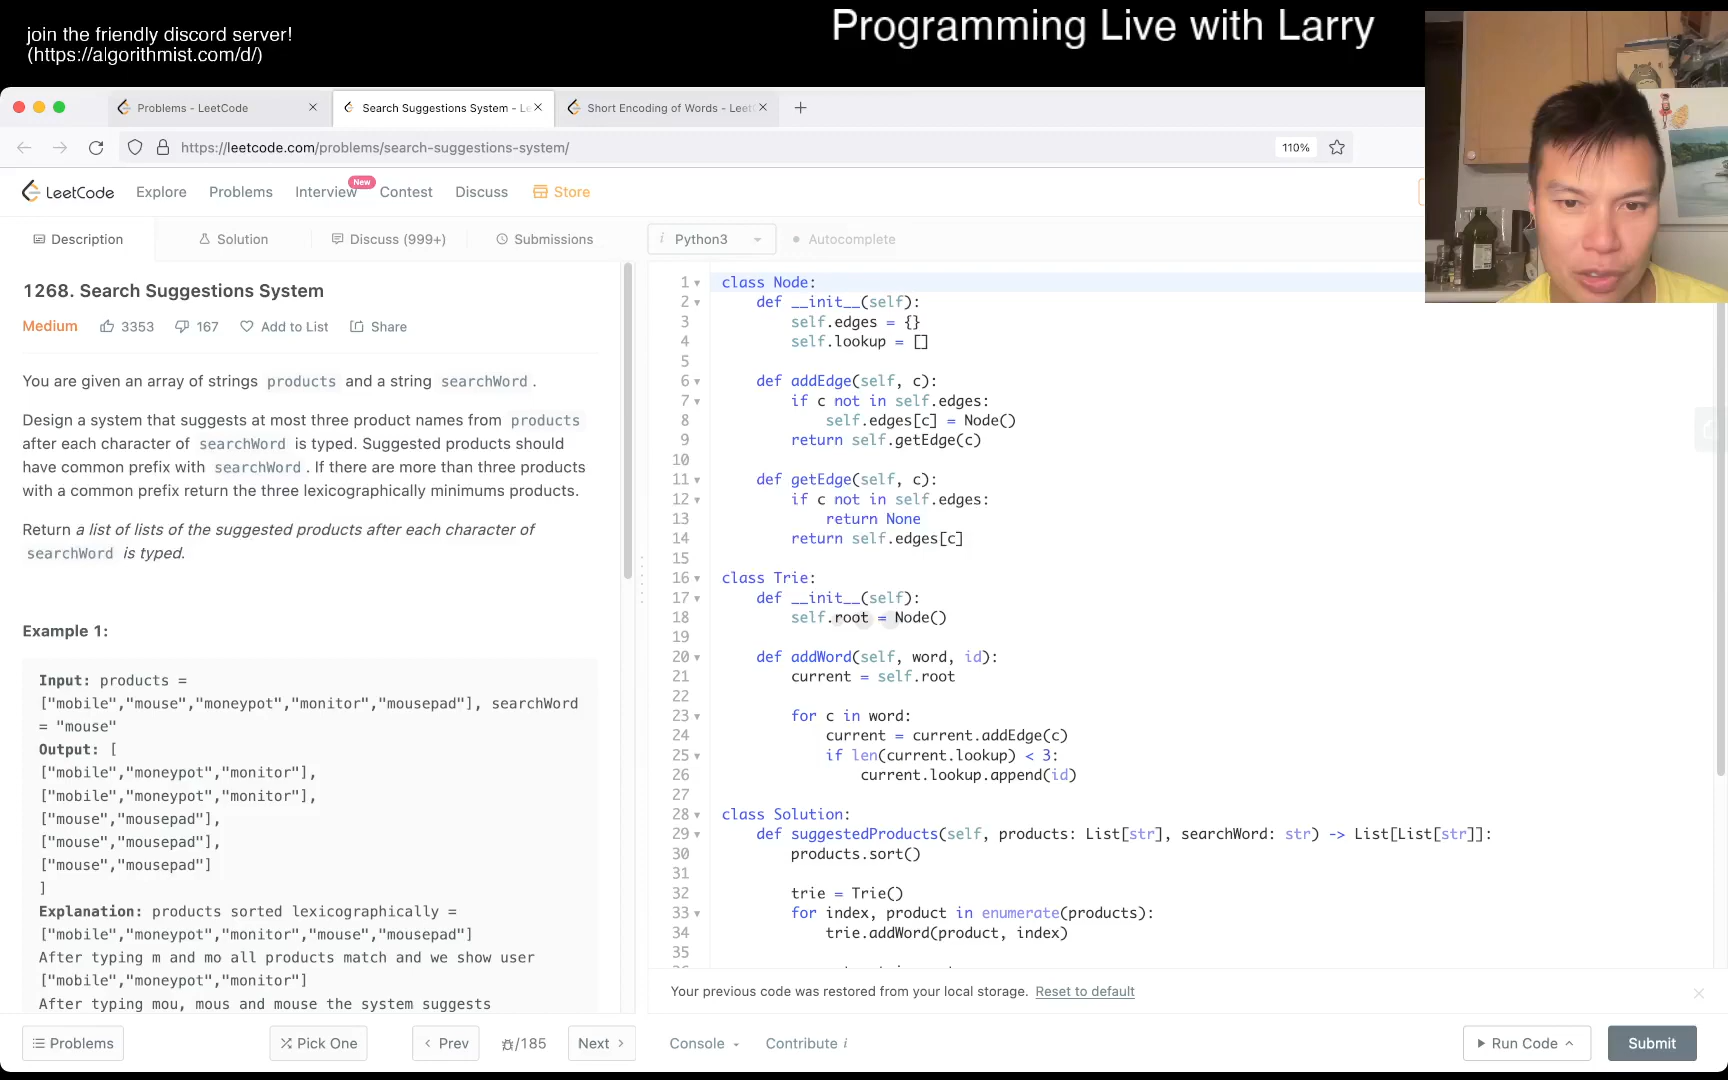 join the friendly discord server!
(https://algorithmist.com/d/)
Programming Live with Larry
Problems - LeetCode
Search Suggestions System - Le
Short Encoding of Words - Leet
https://leetcode.com/problems/search-suggestions-system/
110%
LeetCode
Explore
Problems
Interview
New
Contest
Discuss
Store
Description
Solution
Discuss (999+)
Submissions
i Python3
Autocomplete
1268. Search Suggestions System
Medium
3353
167
Add to List
Share
You are given an array of strings products and a string searchWord.
Design a system that suggests at most three product names from products
after each character of searchWord is typed. Suggested products should
have common prefix with searchWord. If there are more than three products
with a common prefix return the three lexicographically minimums products.
Return a list of lists of the suggested products after each character of
searchWord is typed.
Example 1:
Input: products =
["mobile","mouse","moneypot","monitor","mousepad"], searchWord
= "mouse"
Output: [
["mobile","moneypot","monitor"],
["mobile","moneypot","monitor"],
["mouse","mousepad"],
["mouse","mousepad"],
["mouse","mousepad"]
]
Explanation: products sorted lexicographically =
["mobile","moneypot","monitor","mouse","mousepad"]
After typing m and mo all products match and we show user
["mobile","moneypot","monitor"]
After typing mou, mous and mouse the system suggests
1 class Node:
2 def __init__(self):
3 self.edges = {}
4 self.lookup = []
5
6 def addEdge(self, c):
7 if c not in self.edges:
8 self.edges[c] = Node()
9 return self.getEdge(c)
10
11 def getEdge(self, c):
12 if c not in self.edges:
13 return None
14 return self.edges[c]
15
16 class Trie:
17 def __init__(self):
18 self.root = Node()
19
20 def addWord(self, word, id):
21 current = self.root
22
23 for c in word:
24 current = current.addEdge(c)
25 if len(current.lookup) < 3:
26 current.lookup.append(id)
27
28 class Solution:
29 def suggestedProducts(self, products: List[str], searchWord: str) -> List[List[str]]:
30 products.sort()
31
32 trie = Trie()
33 for index, product in enumerate(products):
34 trie.addWord(product, index)
35
Your previous code was restored from your local storage. Reset to default
Problems
Pick One
Prev
/185
Next
Console
Contribute i
Run Code
Submit